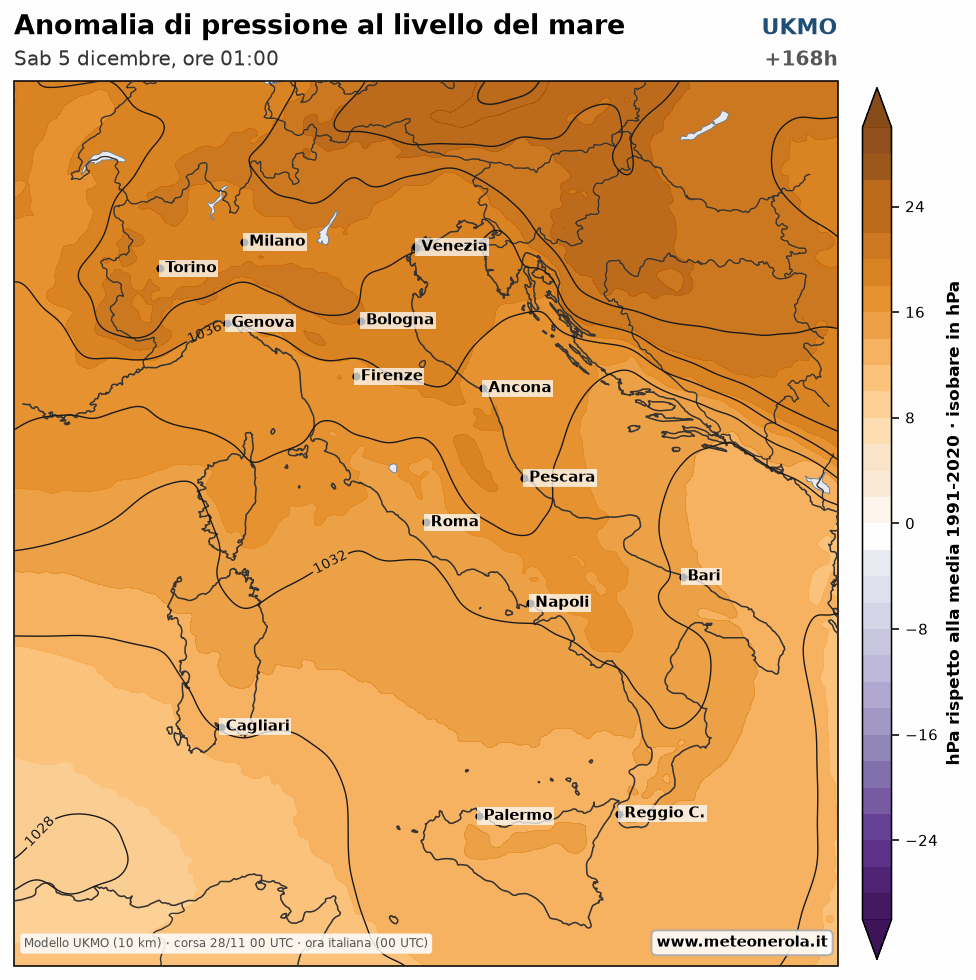 Anomalia di pressione al livello del mare
UKMO
Sab 5 dicembre, ore 01:00
+168h
Milano
Venezia
Torino
1036
Genova
Bologna
Firenze
Ancona
Pescara
Roma
1032
Bari
Napoli
Cagliari
1028
Palermo
Reggio C.
24
16
8
0
−8
−16
−24
hPa rispetto alla media 1991-2020 · isobare in hPa
Modello UKMO (10 km) · corsa 28/11 00 UTC · ora italiana (00 UTC)
www.meteonerola.it